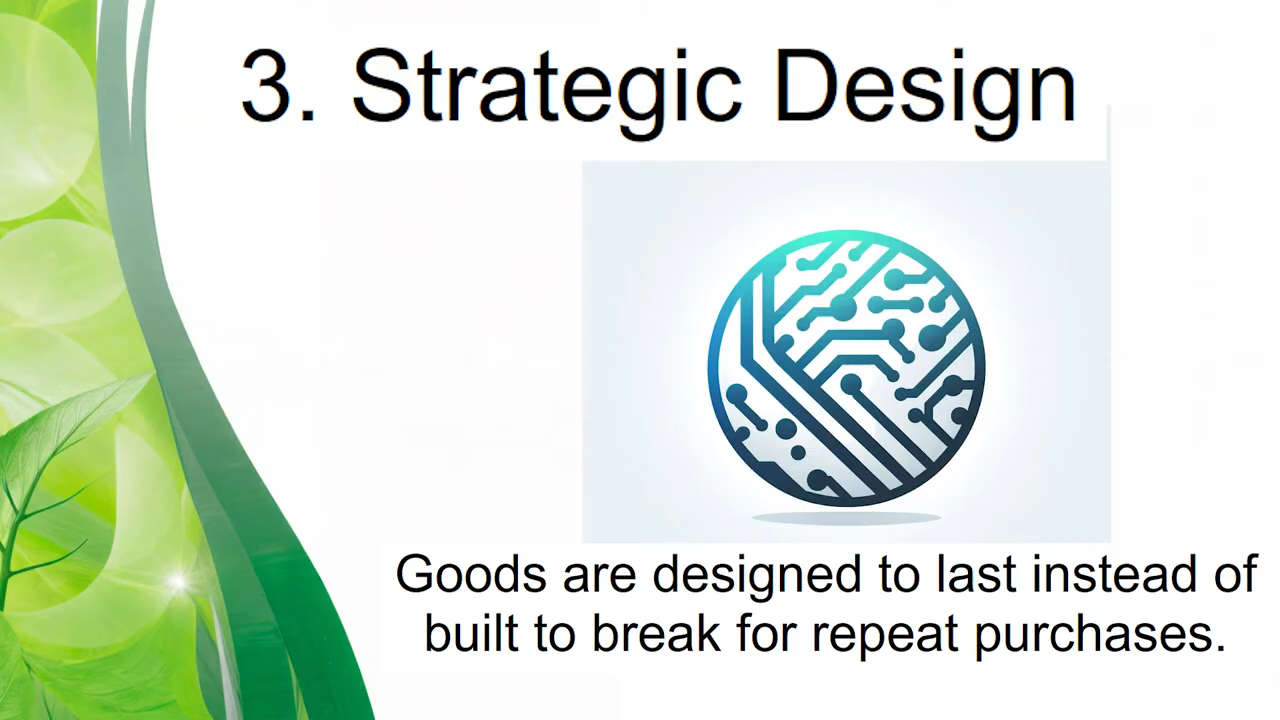 3. Strategic Design
Goods are designed to last instead of
built to break for repeat purchases.